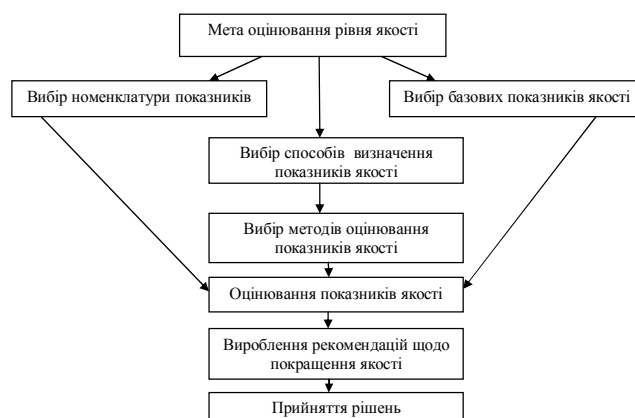 Мета оцінювання рівня якості
Вибір номенклатури показників
Вибір базових показників якості
Вибір способів визначення
показників якості
Вибір методів оцінювання
показників якості
Оцінювання показників якості
Вироблення рекомендацій щодо
покращення якості
Прийняття рішень